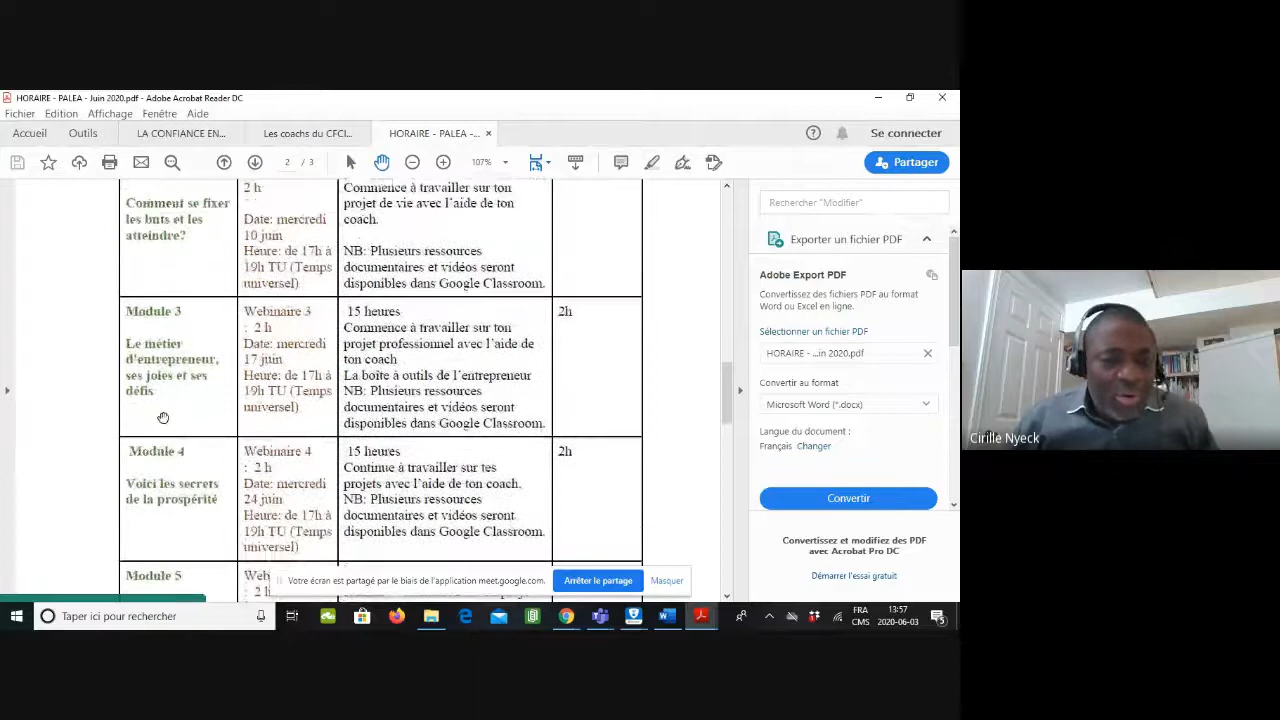 HORAIRE - PALEA - Juin 2020.pdf - Adobe Acrobat Reader DC
Fichier Edition Affichage Fenêtre Aide
Accueil Outils LA CONFIANCE EN... Les coachs du CFCI... HORAIRE - PALEA -... × Se connecter
2 / 3 107% Partager
2 h
Comment se fixer
les buts et les
atteindre?
Date: mercredi
10 juin
Heure: de 17h à
19h TU (Temps
universel)
Commence à travailler sur ton
projet de vie avec l'aide de ton
coach.
NB: Plusieurs ressources
documentaires et vidéos seront
disponibles dans Google Classroom.
Module 3
Le métier
d'entrepreneur,
ses joies et ses
défis
Webinaire 3
: 2 h
Date: mercredi
17 juin
Heure: de 17h à
19h TU (Temps
universel)
15 heures
Commence à travailler sur ton
projet professionnel avec l'aide de
ton coach
La boîte à outils de l'entrepreneur
NB: Plusieurs ressources
documentaires et vidéos seront
disponibles dans Google Classroom.
2h
Module 4
Voici les secrets
de la prospérité
Webinaire 4
: 2 h
Date: mercredi
24 juin
Heure: de 17h à
19h TU (Temps
universel)
15 heures
Continue à travailler sur tes
projets avec l'aide de ton coach.
NB: Plusieurs ressources
documentaires et vidéos seront
disponibles dans Google Classroom.
2h
Module 5
Web
: 2 h
Votre écran est partagé par le biais de l'application meet.google.com. Arrêter le partage Masquer
Rechercher "Modifier"
Exporter un fichier PDF
Adobe Export PDF
Convertissez des fichiers PDF au format
Word ou Excel en ligne.
Sélectionner un fichier PDF
HORAIRE - ...in 2020.pdf
Convertir au format
Microsoft Word (*.docx)
Langue du document :
Français Changer
Convertir
Convertissez et modifiez des PDF
avec Acrobat Pro DC
Démarrer l'essai gratuit
Cirille Nyeck
Taper ici pour rechercher
FRA
CMS
13:57
2020-06-03
5